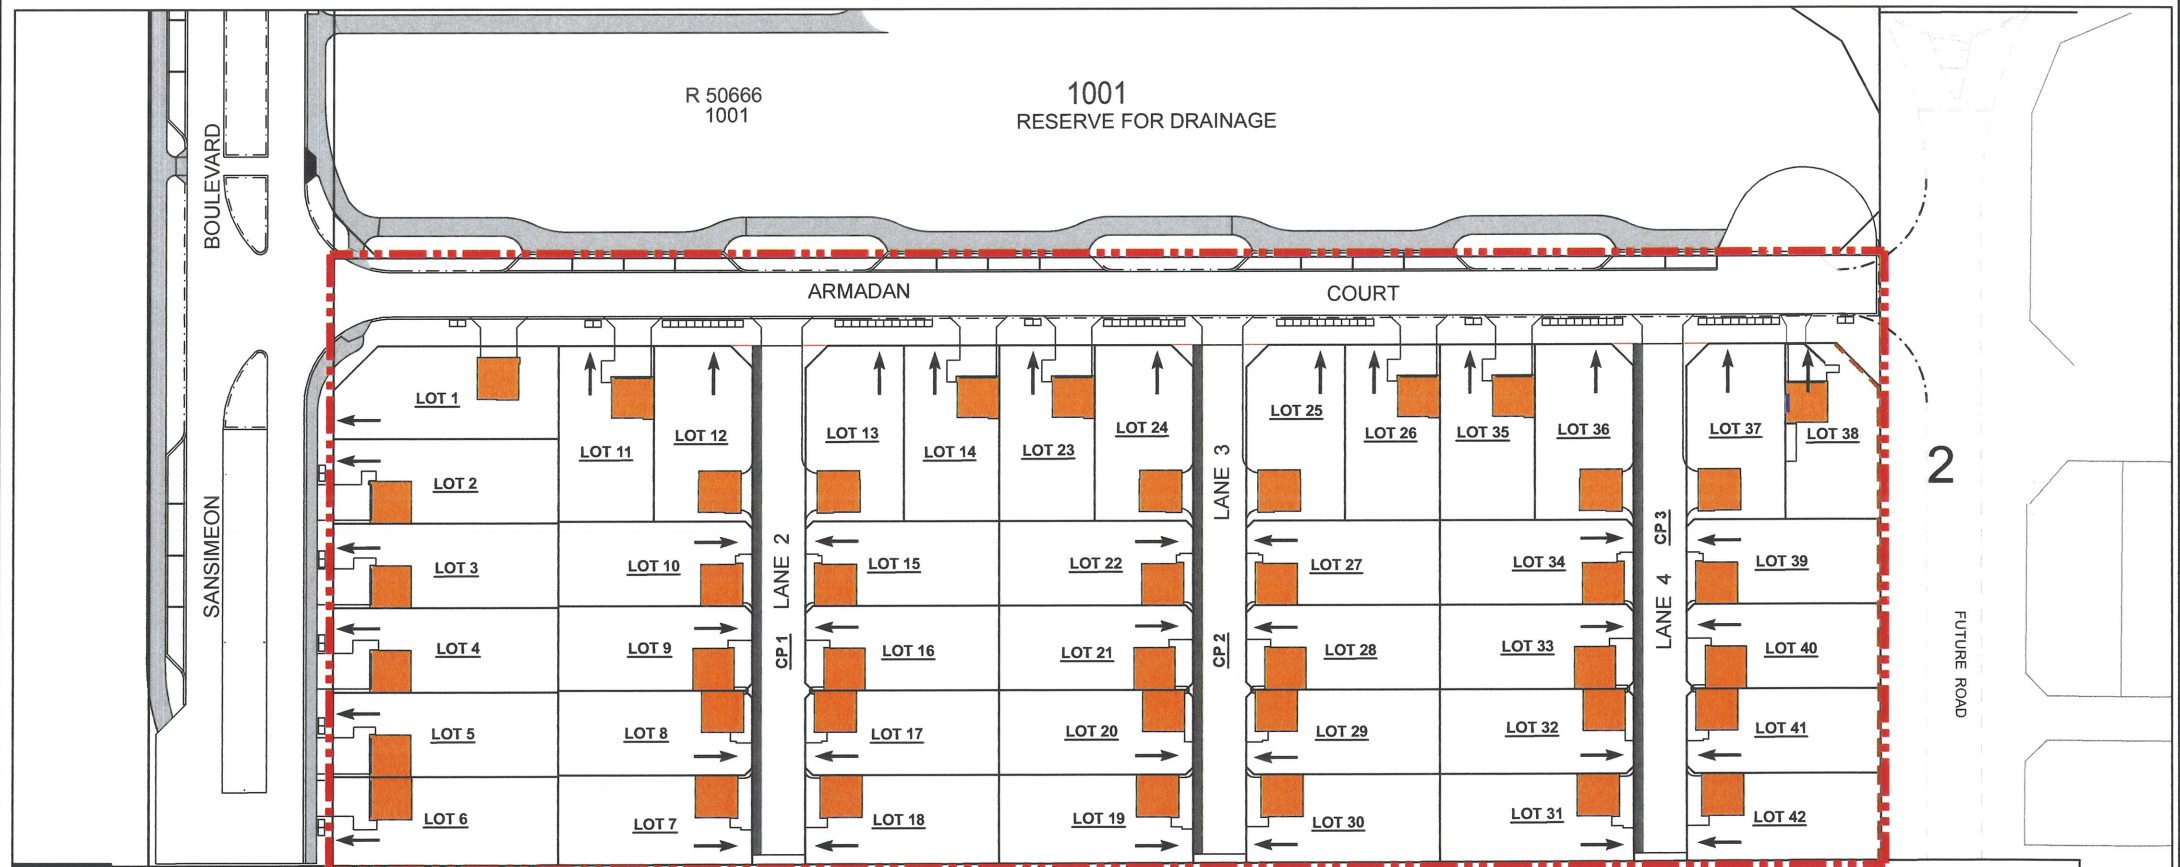 R 50666
1001
1001
RESERVE FOR DRAINAGE
BOULEVARD
SANSIMEON
ARMADAN COURT
LOT 1
LOT 2
LOT 3
LOT 4
LOT 5
LOT 6
LOT 11
LOT 12
LOT 10
LOT 9
LOT 8
LOT 7
LANE 2
CP 1
LOT 13
LOT 14
LOT 23
LOT 24
LOT 15
LOT 22
LOT 16
LOT 21
LOT 17
LOT 20
LOT 18
LOT 19
LANE 3
CP 2
LOT 25
LOT 26
LOT 35
LOT 36
LOT 27
LOT 34
LOT 28
LOT 33
LOT 29
LOT 32
LOT 30
LOT 31
CP 3
LANE 4
LOT 37
LOT 38
LOT 39
LOT 40
LOT 41
LOT 42
2
FUTURE ROAD